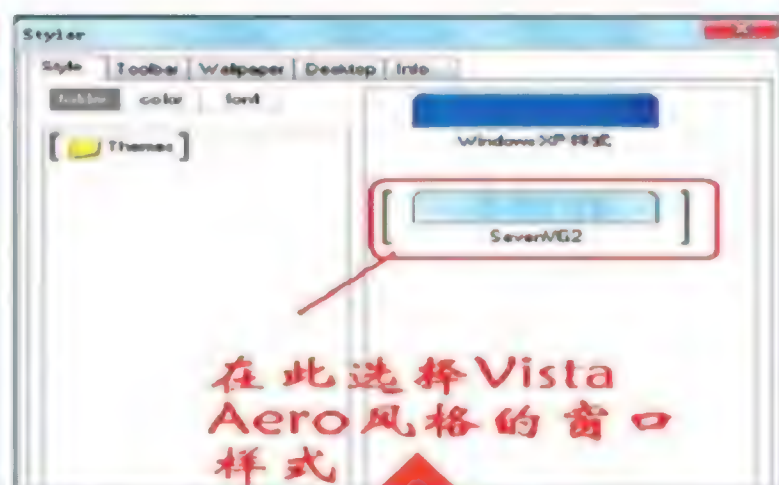 Styler
Style Toolbar Wallpaper Desktop Info
folder color font
Themes
Windows XP 样式
SevenVG2
在此选择Vista
Aero风格的窗口
样式